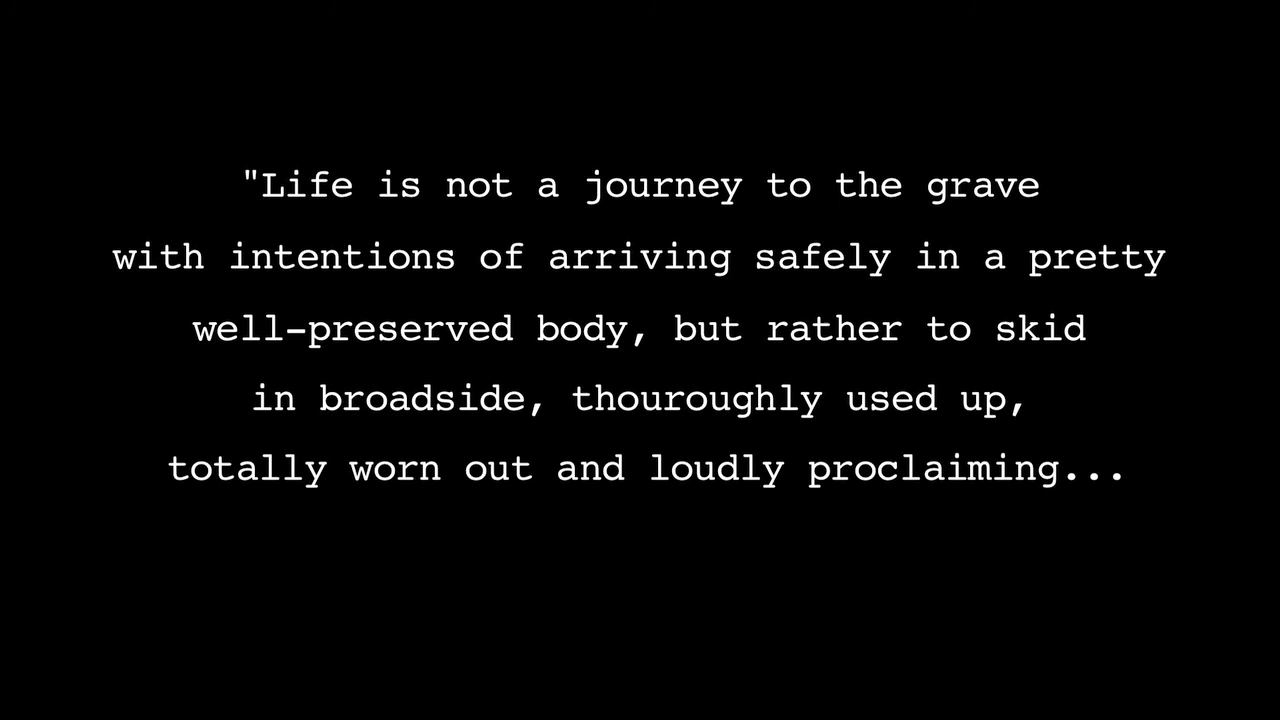 "Life is not a journey to the grave
with intentions of arriving safely in a pretty
well-preserved body, but rather to skid
in broadside, thouroughly used up,
totally worn out and loudly proclaiming...